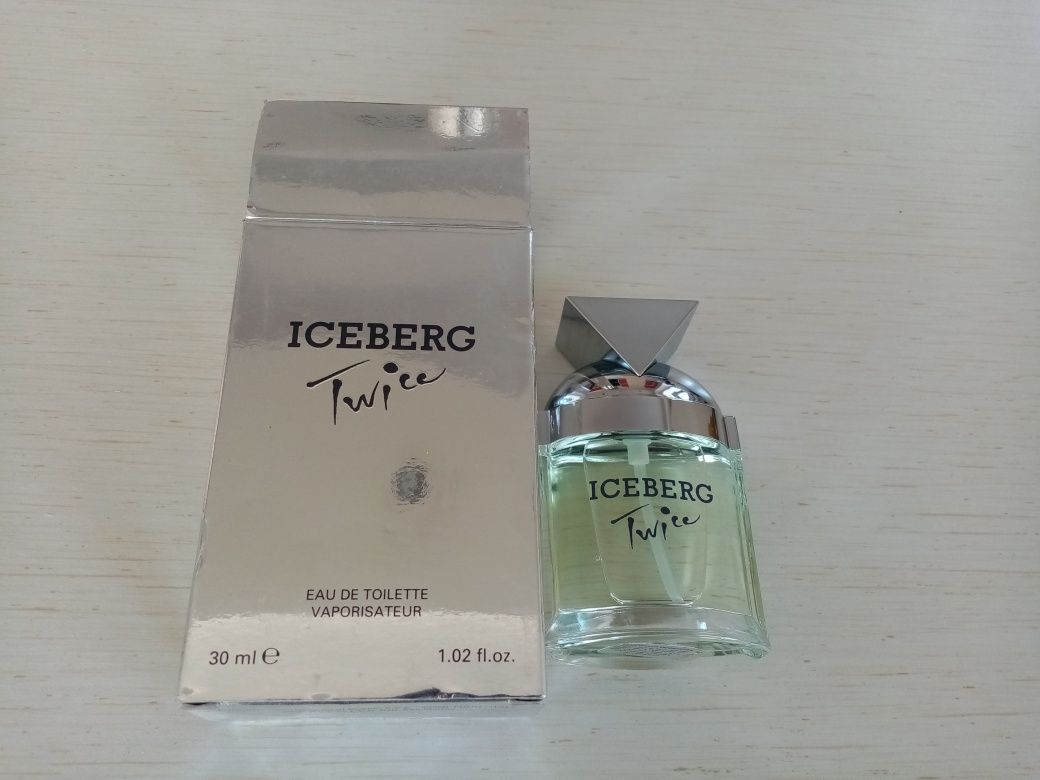 ICEBERG
Twice
EAU DE TOILETTE
VAPORISATEUR
30 ml ℮
1.02 fl.oz.
ICEBERG
Twice